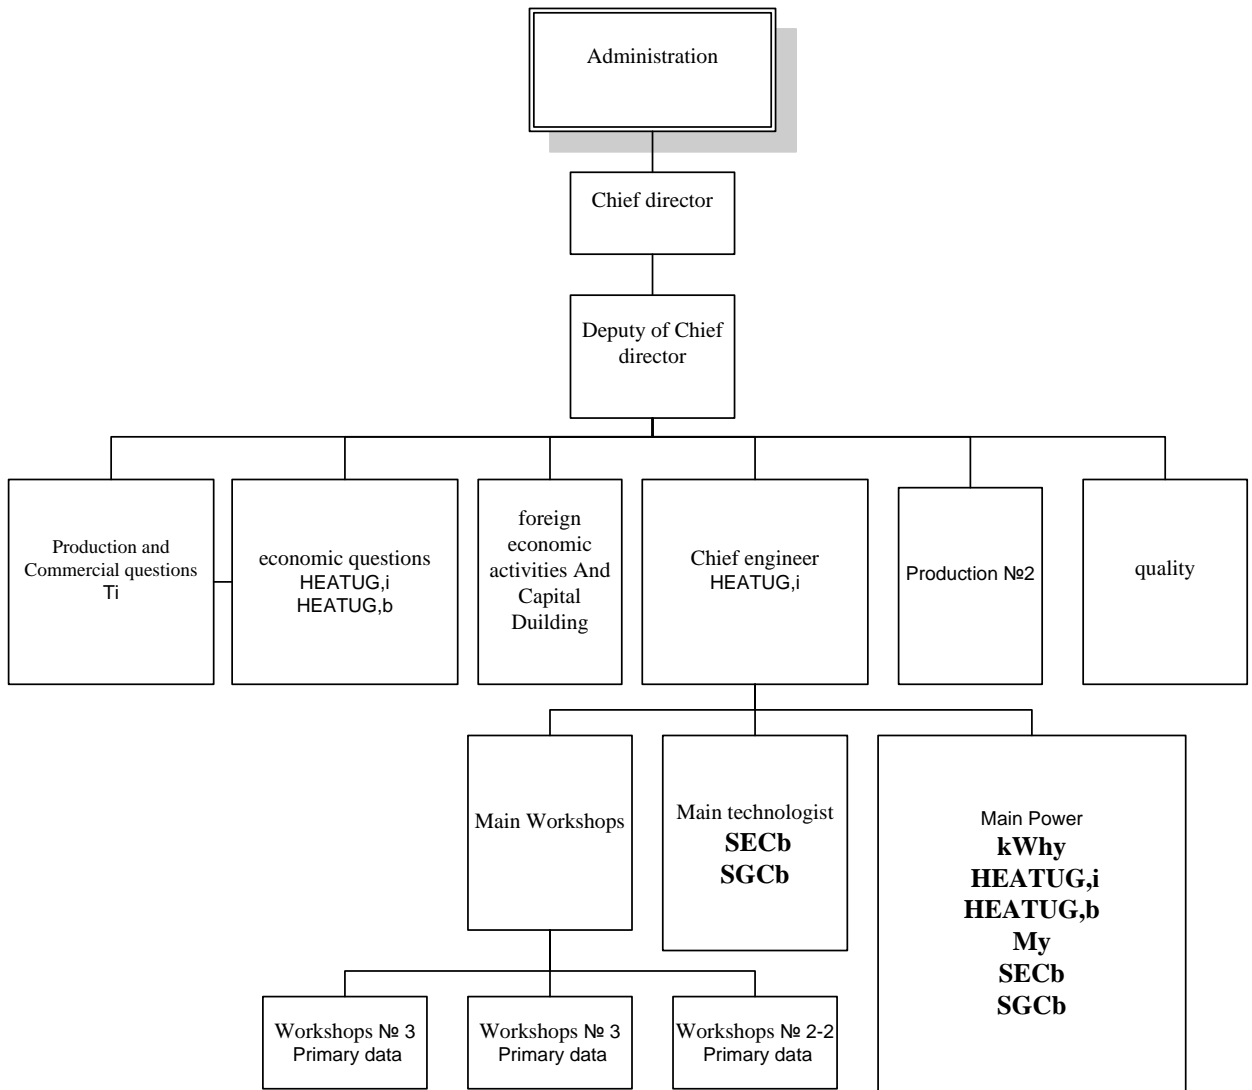 Administration
Chief director
Deputy of Chief
director
Production and
Commercial questions
Ti
economic questions
HEATUG,i
HEATUG,b
foreign
economic
activities And
Capital
Duilding
Chief engineer
HEATUG,i
Production №2
quality
Main Workshops
Main technologist
SECb
SGCb
Main Power
kWhy
HEATUG,i
HEATUG,b
My
SECb
SGCb
Workshops № 3
Primary data
Workshops № 3
Primary data
Workshops № 2-2
Primary data